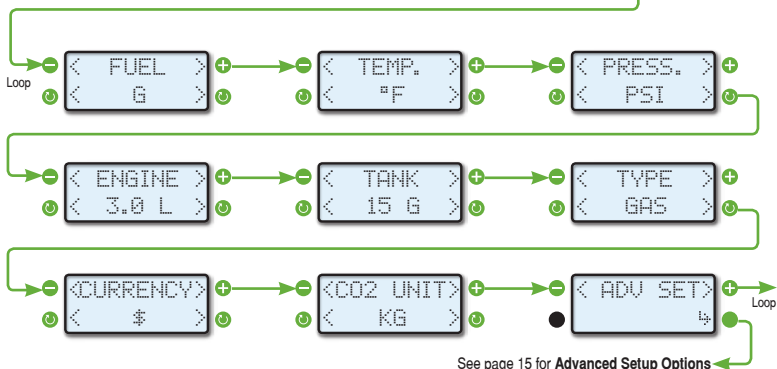 Loop
< FUEL >
< G >
< TEMP. >
< °F >
< PRESS. >
< PSI >
< ENGINE >
< 3.0 L >
< TANK >
< 15 G >
< TYPE >
< GAS >
<CURRENCY>
< $ >
<CO2 UNIT>
< KG >
< ADV SET>
↵
Loop
See page 15 for Advanced Setup Options